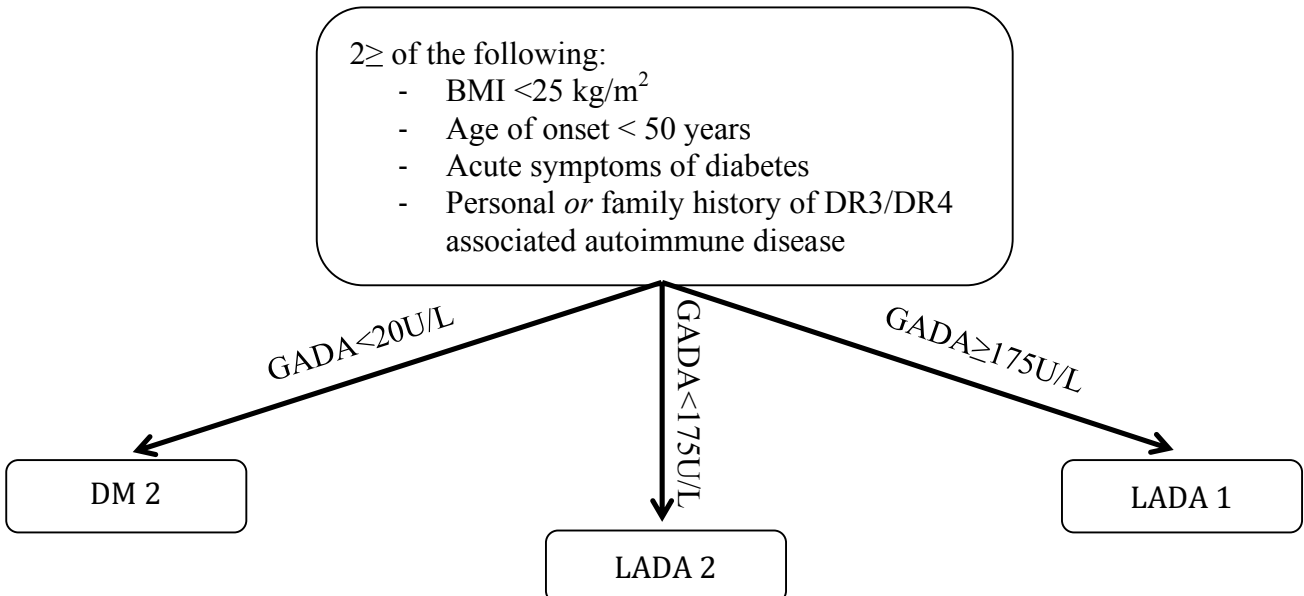 2≥ of the following:
- BMI <25 kg/m²
- Age of onset < 50 years
- Acute symptoms of diabetes
- Personal or family history of DR3/DR4
associated autoimmune disease
GADA<20U/L
GADA<175U/L
GADA≥175U/L
DM 2
LADA 2
LADA 1